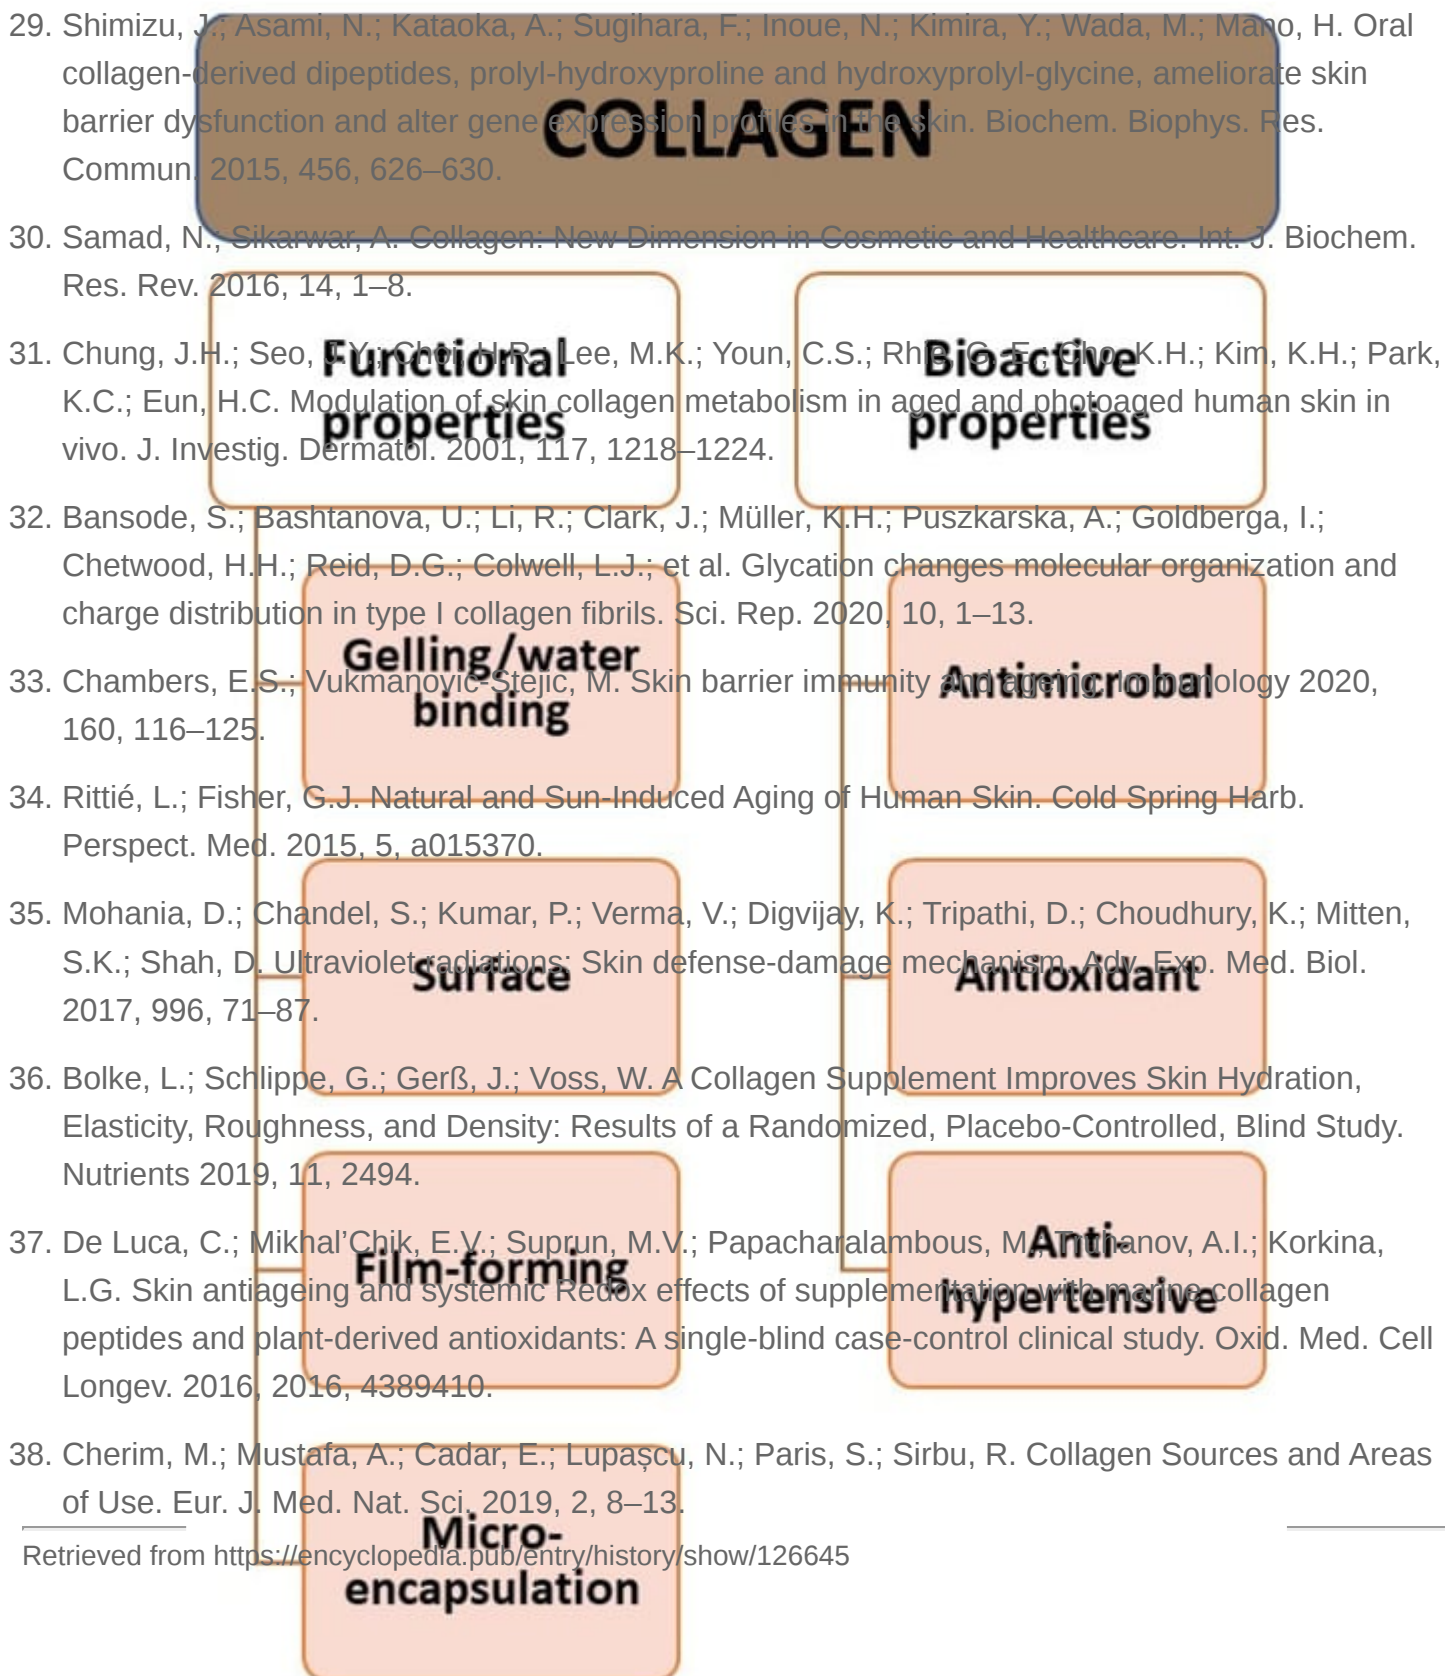 29. Shimizu, J.; Asami, N.; Kataoka, A.; Sugihara, F.; Inoue, N.; Kimira, Y.; Wada, M.; Mano, H. Oral
collagen-derived dipeptides, prolyl-hydroxyproline and hydroxyprolyl-glycine, ameliorate skin
barrier dysfunction and alter gene expression profiles in the skin. Biochem. Biophys. Res.
Commun. 2015, 456, 626–630.
30. Samad, N.; Sikarwar, A. Collagen: New Dimension in Cosmetic and Healthcare. Int. J. Biochem.
Res. Rev. 2016, 14, 1–8.
31. Chung, J.H.; Seo, J.Y.; Choi, H.R.; Lee, M.K.; Youn, C.S.; Rhie, G.-E.; Cho, K.H.; Kim, K.H.; Park,
K.C.; Eun, H.C. Modulation of skin collagen metabolism in aged and photoaged human skin in
vivo. J. Investig. Dermatol. 2001, 117, 1218–1224.
32. Bansode, S.; Bashtanova, U.; Li, R.; Clark, J.; Müller, K.H.; Puszkarska, A.; Goldberga, I.;
Chetwood, H.H.; Reid, D.G.; Colwell, L.J.; et al. Glycation changes molecular organization and
charge distribution in type I collagen fibrils. Sci. Rep. 2020, 10, 1–13.
33. Chambers, E.S.; Vukmanovic-Stejic, M. Skin barrier immunity and ageing. Immunology 2020,
160, 116–125.
34. Rittié, L.; Fisher, G.J. Natural and Sun-Induced Aging of Human Skin. Cold Spring Harb.
Perspect. Med. 2015, 5, a015370.
35. Mohania, D.; Chandel, S.; Kumar, P.; Verma, V.; Digvijay, K.; Tripathi, D.; Choudhury, K.; Mitten,
S.K.; Shah, D. Ultraviolet radiations: Skin defense-damage mechanism. Adv. Exp. Med. Biol.
2017, 996, 71–87.
36. Bolke, L.; Schlippe, G.; Gerß, J.; Voss, W. A Collagen Supplement Improves Skin Hydration,
Elasticity, Roughness, and Density: Results of a Randomized, Placebo-Controlled, Blind Study.
Nutrients 2019, 11, 2494.
37. De Luca, C.; Mikhal’Chik, E.V.; Suprun, M.V.; Papacharalambous, M.; Truhanov, A.I.; Korkina,
L.G. Skin antiageing and systemic Redox effects of supplementation with marine collagen
peptides and plant-derived antioxidants: A single-blind case-control clinical study. Oxid. Med. Cell
Longev. 2016, 2016, 4389410.
38. Cherim, M.; Mustafa, A.; Cadar, E.; Lupașcu, N.; Paris, S.; Sirbu, R. Collagen Sources and Areas
of Use. Eur. J. Med. Nat. Sci. 2019, 2, 8–13.
Retrieved from https://encyclopedia.pub/entry/history/show/126645
COLLAGEN
Functional
properties
Gelling/water
binding
Surface
Film-forming
Micro-
encapsulation
Bioactive
properties
Antimicrobial
Antioxidant
Anti-
hypertensive